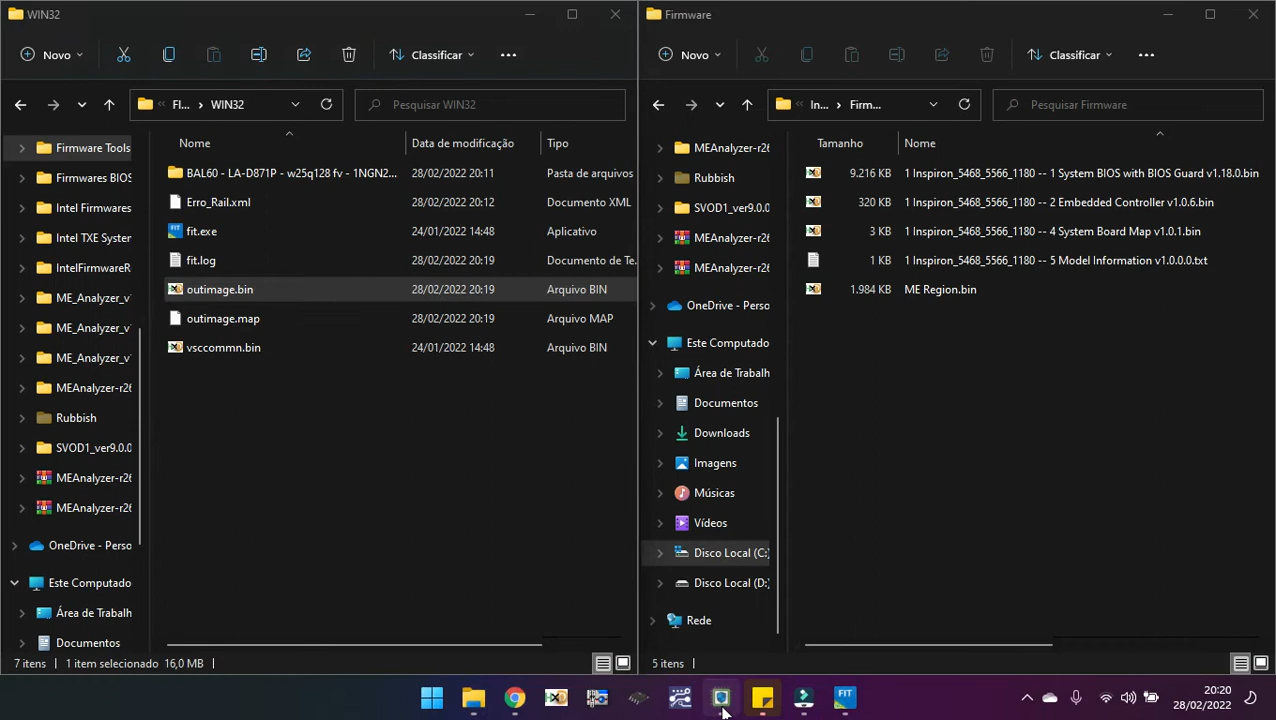 WIN32
Novo
Classificar
Fl...
WIN32
Pesquisar WIN32
Firmware Tools
Firmwares BIOS
Intel Firmwares
Intel TXE System
IntelFirmwareR
ME_Analyzer_v
ME_Analyzer_v
ME_Analyzer_v
MEAnalyzer-r26
Rubbish
SVOD1_ver9.0.0
MEAnalyzer-r26
MEAnalyzer-r26
OneDrive - Perso
Este Computado
Área de Trabalh
Documentos
Nome Data de modificação Tipo
BAL60 - LA-D871P - w25q128 fv - 1NGN2... 28/02/2022 20:11 Pasta de arquivos
Erro_Rail.xml 28/02/2022 20:12 Documento XML
fit.exe 24/01/2022 14:48 Aplicativo
fit.log 28/02/2022 20:19 Documento de Te...
outimage.bin 28/02/2022 20:19 Arquivo BIN
outimage.map 28/02/2022 20:19 Arquivo MAP
vsccommn.bin 24/01/2022 14:48 Arquivo BIN
7 itens 1 item selecionado 16,0 MB
Firmware
Novo
Classificar
In...
Firm...
Pesquisar Firmware
MEAnalyzer-r26
Rubbish
SVOD1_ver9.0.0
MEAnalyzer-r26
MEAnalyzer-r26
OneDrive - Perso
Este Computado
Área de Trabalh
Documentos
Downloads
Imagens
Músicas
Vídeos
Disco Local (C:)
Disco Local (D:)
Rede
Tamanho Nome
9.216 KB 1 Inspiron_5468_5566_1180 -- 1 System BIOS with BIOS Guard v1.18.0.bin
320 KB 1 Inspiron_5468_5566_1180 -- 2 Embedded Controller v1.0.6.bin
3 KB 1 Inspiron_5468_5566_1180 -- 4 System Board Map v1.0.1.bin
1 KB 1 Inspiron_5468_5566_1180 -- 5 Model Information v1.0.0.0.txt
1.984 KB ME Region.bin
5 itens
FIT
20:20
28/02/2022